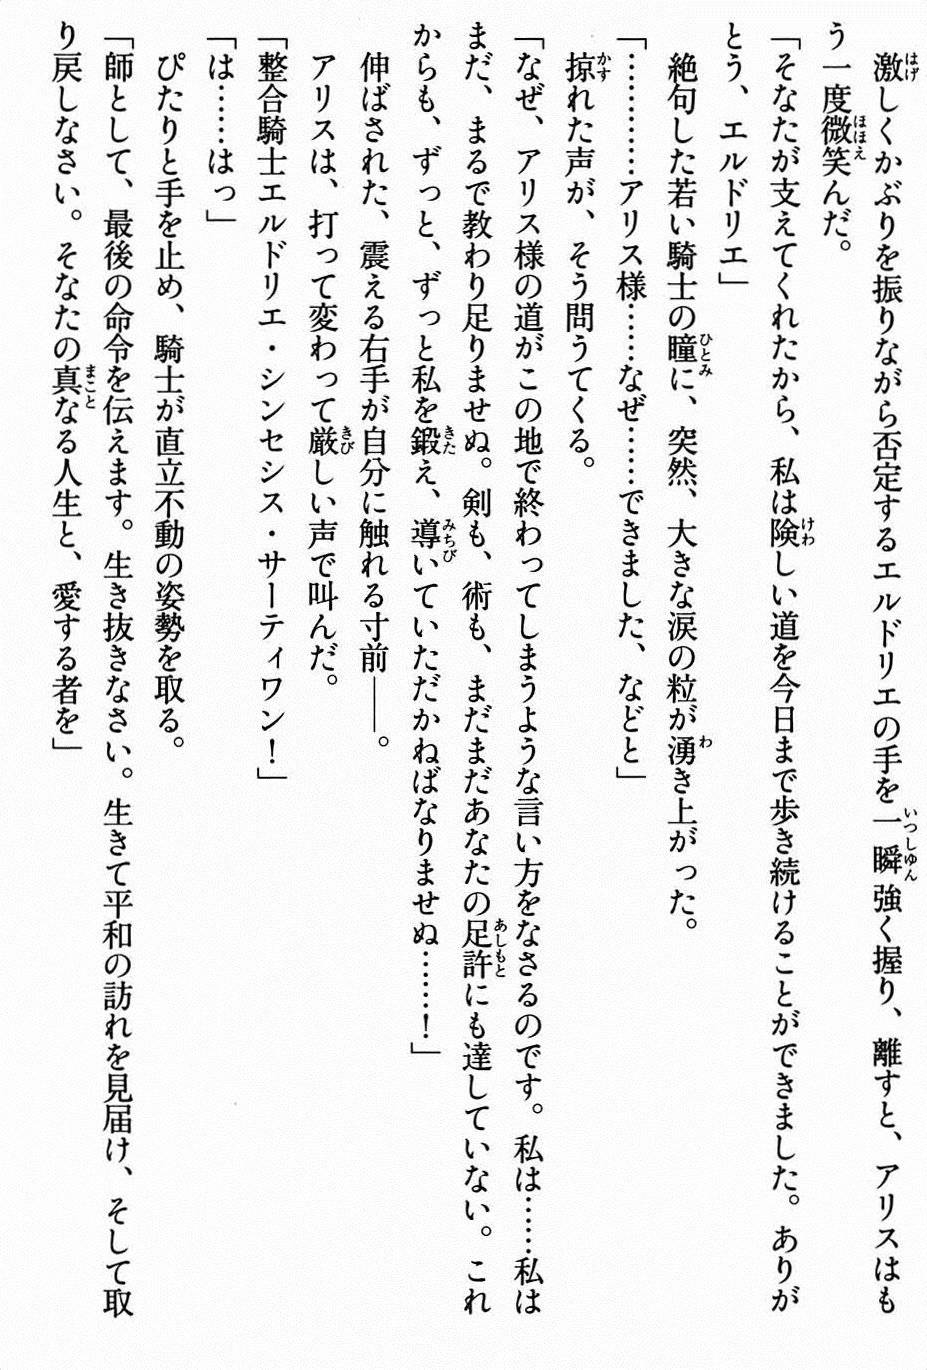 激しくかぶりを振りながら否定するエルドリエの手を一瞬強く握り、離すと、アリスはも
う一度微笑んだ。
「そなたが支えてくれたから、私は険しい道を今日まで歩き続けることができました。ありが
とう、エルドリエ」
絶句した若い騎士の瞳に、突然、大きな涙の粒が湧き上がった。
「…………アリス様……なぜ……できました、などと」
掠れた声が、そう問うてくる。
「なぜ、アリス様の道がこの地で終わってしまうような言い方をなさるのです。私は……私は
まだ、まるで教わり足りませぬ。剣も、術も、まだまだあなたの足許にも達していない。これ
からも、ずっと、ずっと私を鍛え、導いていただかねばなりませぬ……！」
伸ばされた、震える右手が自分に触れる寸前――。
アリスは、打って変わって厳しい声で叫んだ。
「整合騎士エルドリエ・シンセシス・サーティワン！」
「は……はっ」
ぴたりと手を止め、騎士が直立不動の姿勢を取る。
「師として、最後の命令を伝えます。生き抜きなさい。生きて平和の訪れを見届け、そして取
り戻しなさい。そなたの真なる人生と、愛する者を」